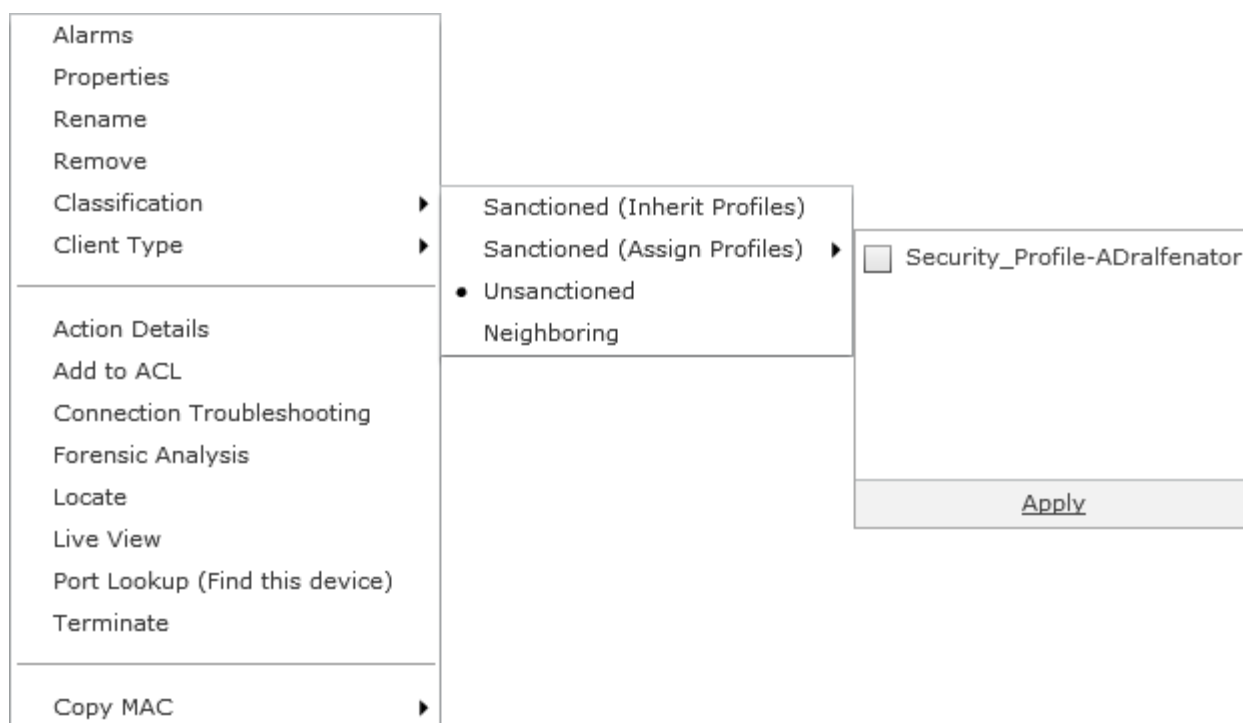 Alarms
Properties
Rename
Remove
Classification
Client Type
Action Details
Add to ACL
Connection Troubleshooting
Forensic Analysis
Locate
Live View
Port Lookup (Find this device)
Terminate
Copy MAC
Sanctioned (Inherit Profiles)
Sanctioned (Assign Profiles)
Unsanctioned
Neighboring
Security_Profile-ADralfenator
Apply